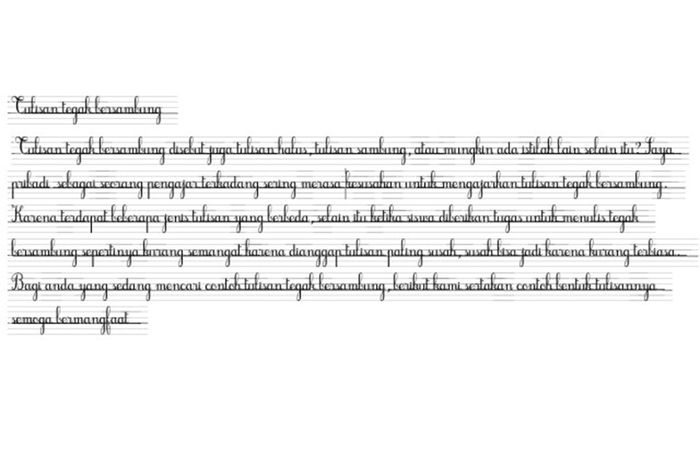 Tulisan tegak bersambung
Tulisan tegak bersambung disebut juga tulisan halus, tulisan sambung, atau mungkin ada istilah lain selain itu? Saya
pribadi sebagai seorang pengajar terkadang sering merasa kesusahan untuk mengajarkan tulisan tegak bersambung.
Karena terdapat beberapa jenis tulisan yang berbeda, selain itu ketika siswa diberikan tugas untuk menulis tegak
bersambung sepertinya kurang semangat karena dianggap tulisan paling susah, susah bisa jadi karena kurang terbiasa.
Bagi anda yang sedang mencari contoh tulisan tegak bersambung, berikut kami sertakan contoh bentuk tulisannya
semoga bermangfaat